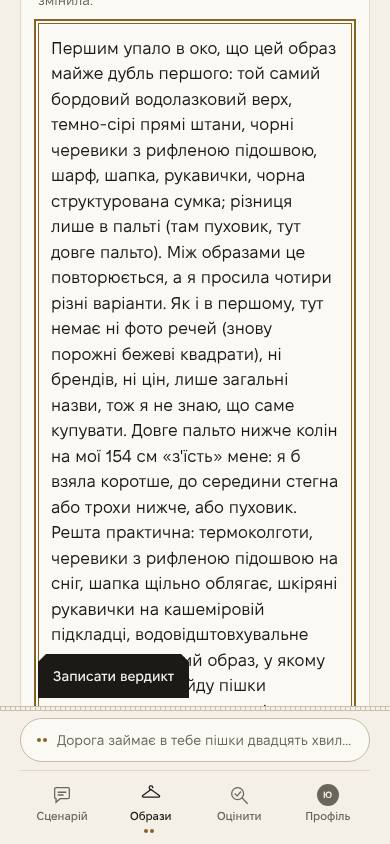 змінила.
Першим упало в око, що цей образ
майже дубль першого: той самий
бордовий водолазковий верх,
темно-сірі прямі штани, чорні
черевики з рифленою підошвою,
шарф, шапка, рукавички, чорна
структурована сумка; різниця
лише в пальті (там пуховик, тут
довге пальто). Між образами це
повторюється, а я просила чотири
різні варіанти. Як і в першому, тут
немає ні фото речей (знову
порожні бежеві квадрати), ні
брендів, ні цін, лише загальні
назви, тож я не знаю, що саме
купувати. Довге пальто нижче колін
на мої 154 см «з'їсть» мене: я б
взяла коротше, до середини стегна
або трохи нижче, або пуховик.
Решта практична: термоколготи,
черевики з рифленою підошвою на
сніг, шапка щільно облягає, шкіряні
рукавички на кашеміровій
підкладці, водовідштовхувальне
образ, у якому
пішки
Записати вердикт
Дорога займає в тебе пішки двадцять хвил...
Сценарій
Образи
Оцінити
Ю
Профіль